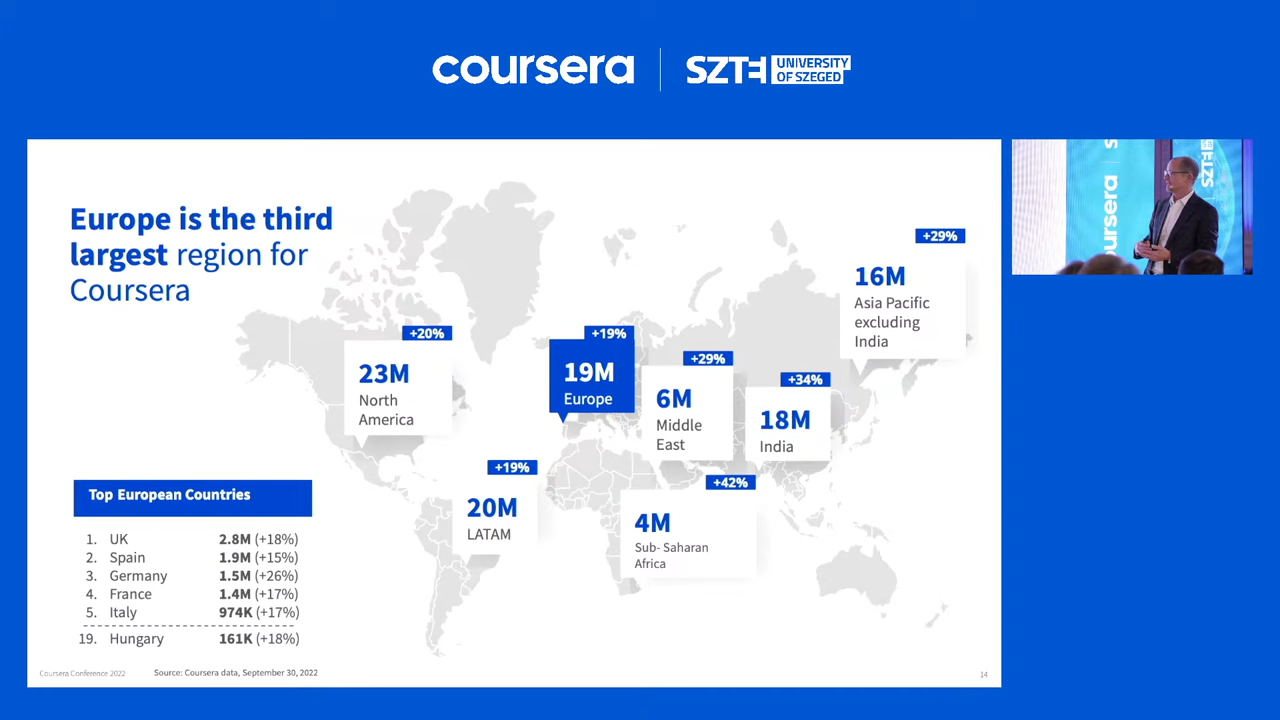 coursera
SZTE UNIVERSITY
OF SZEGED
Europe is the third
largest region for
Coursera
+20%
23M
North
America
+19%
19M
Europe
+29%
6M
Middle
East
+34%
18M
India
+29%
16M
Asia Pacific
excluding
India
+19%
20M
LATAM
+42%
4M
Sub- Saharan
Africa
Top European Countries
1. UK 2.8M (+18%)
2. Spain 1.9M (+15%)
3. Germany 1.5M (+26%)
4. France 1.4M (+17%)
5. Italy 974K (+17%)
19. Hungary 161K (+18%)
Coursera Conference 2022
Source: Coursera data, September 30, 2022
14
ursera
SZTE